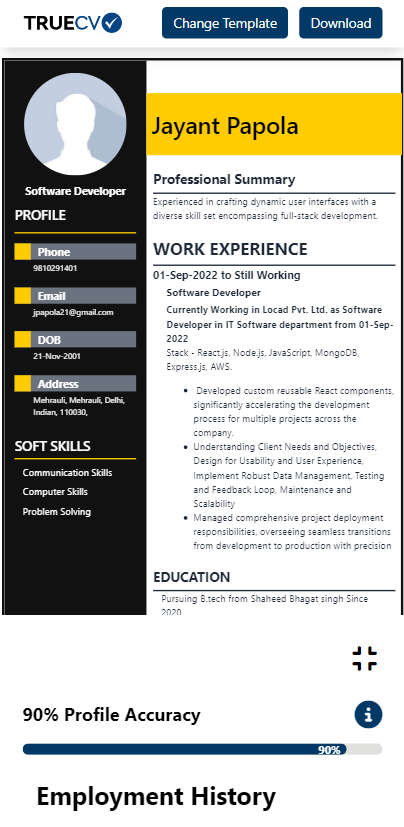 TRUECV
Change Template
Download
Jayant Papola
Software Developer
PROFILE
Phone
9810291401
Email
jpapola21@gmail.com
DOB
21-Nov-2001
Address
Mehrauli, Mehrauli, Delhi,
Indian, 110030,
SOFT SKILLS
Communication Skills
Computer Skills
Problem Solving
Professional Summary
Experienced in crafting dynamic user interfaces with a
diverse skill set encompassing full-stack development.
WORK EXPERIENCE
01-Sep-2022 to Still Working
Software Developer
Currently Working in Locad Pvt. Ltd. as Software
Developer in IT Software department from 01-Sep-
2022
Stack - React.js, Node.js, JavaScript, MongoDB,
Express.js, AWS.
• Developed custom reusable React components,
significantly accelerating the development
process for multiple projects across the
company.
• Understanding Client Needs and Objectives,
Design for Usability and User Experience,
Implement Robust Data Management, Testing
and Feedback Loop, Maintenance and
Scalability
• Managed comprehensive project deployment
responsibilities, overseeing seamless transitions
from development to production with precision
EDUCATION
Pursuing B.tech from Shaheed Bhagat singh Since
2020
90% Profile Accuracy
90%
Employment History